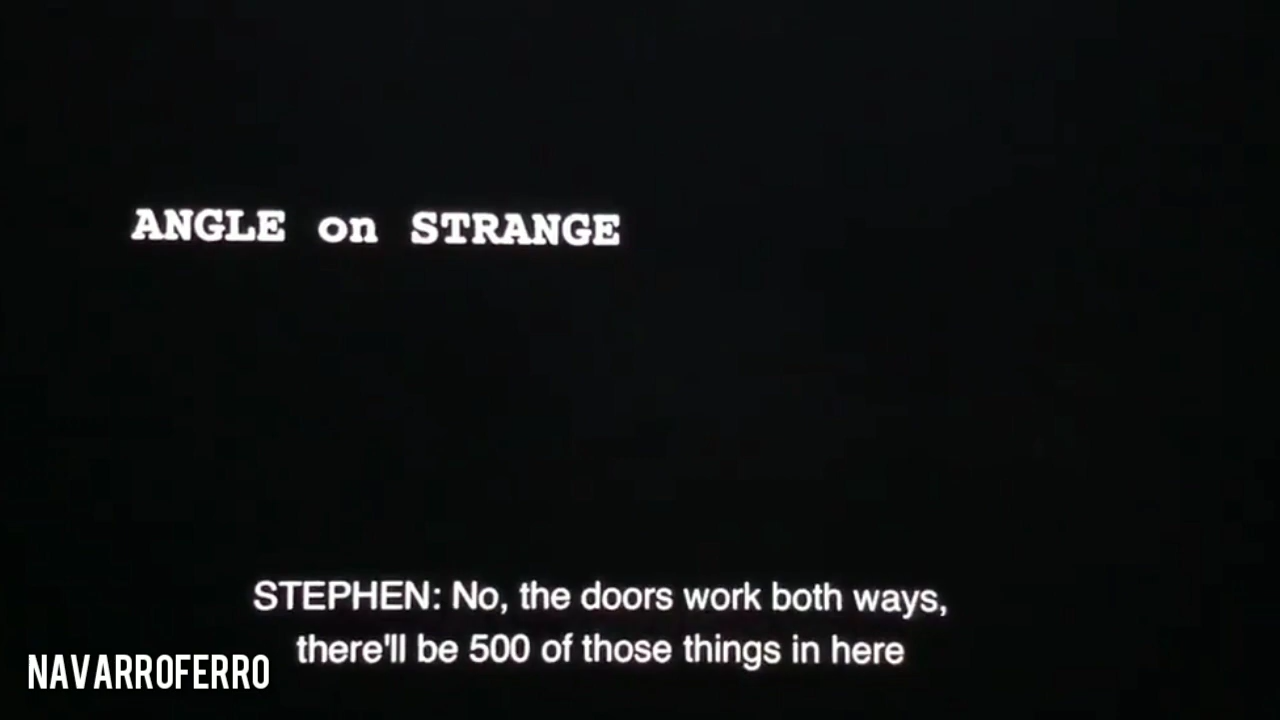 ANGLE on STRANGE
STEPHEN: No, the doors work both ways,
there'll be 500 of those things in here
NAVARROFERRO